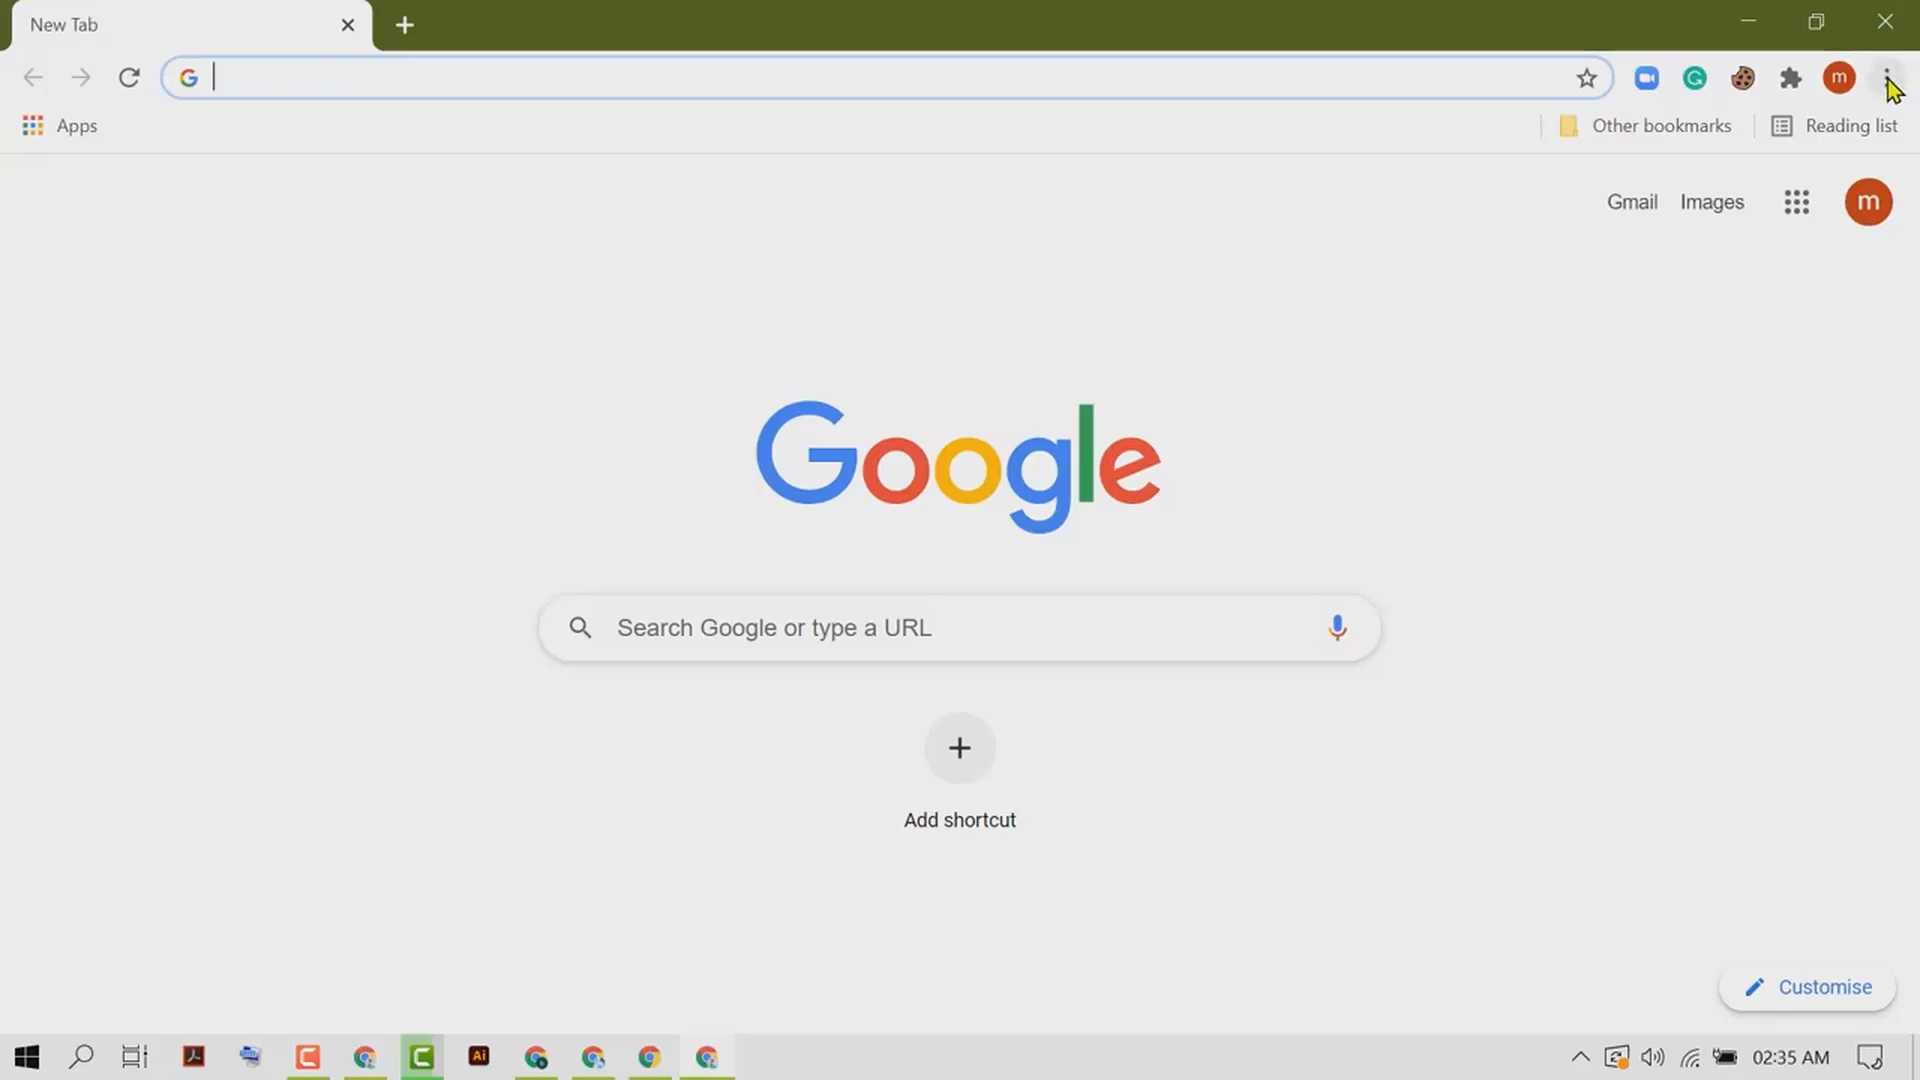 New Tab
Apps
Other bookmarks
Reading list
Gmail
Images
m
m
Google
Search Google or type a URL
Add shortcut
Customise
Ai
02:35 AM